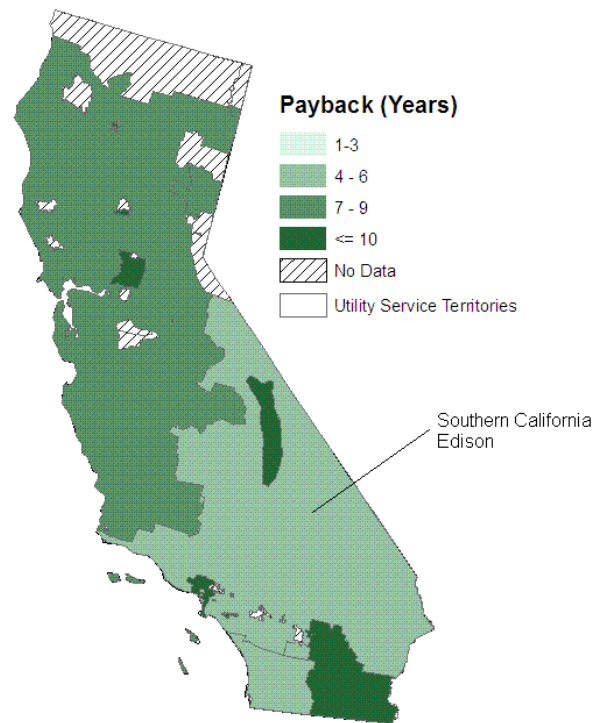 Payback (Years)
1-3
4 - 6
7 - 9
<= 10
No Data
Utility Service Territories
Southern California
Edison